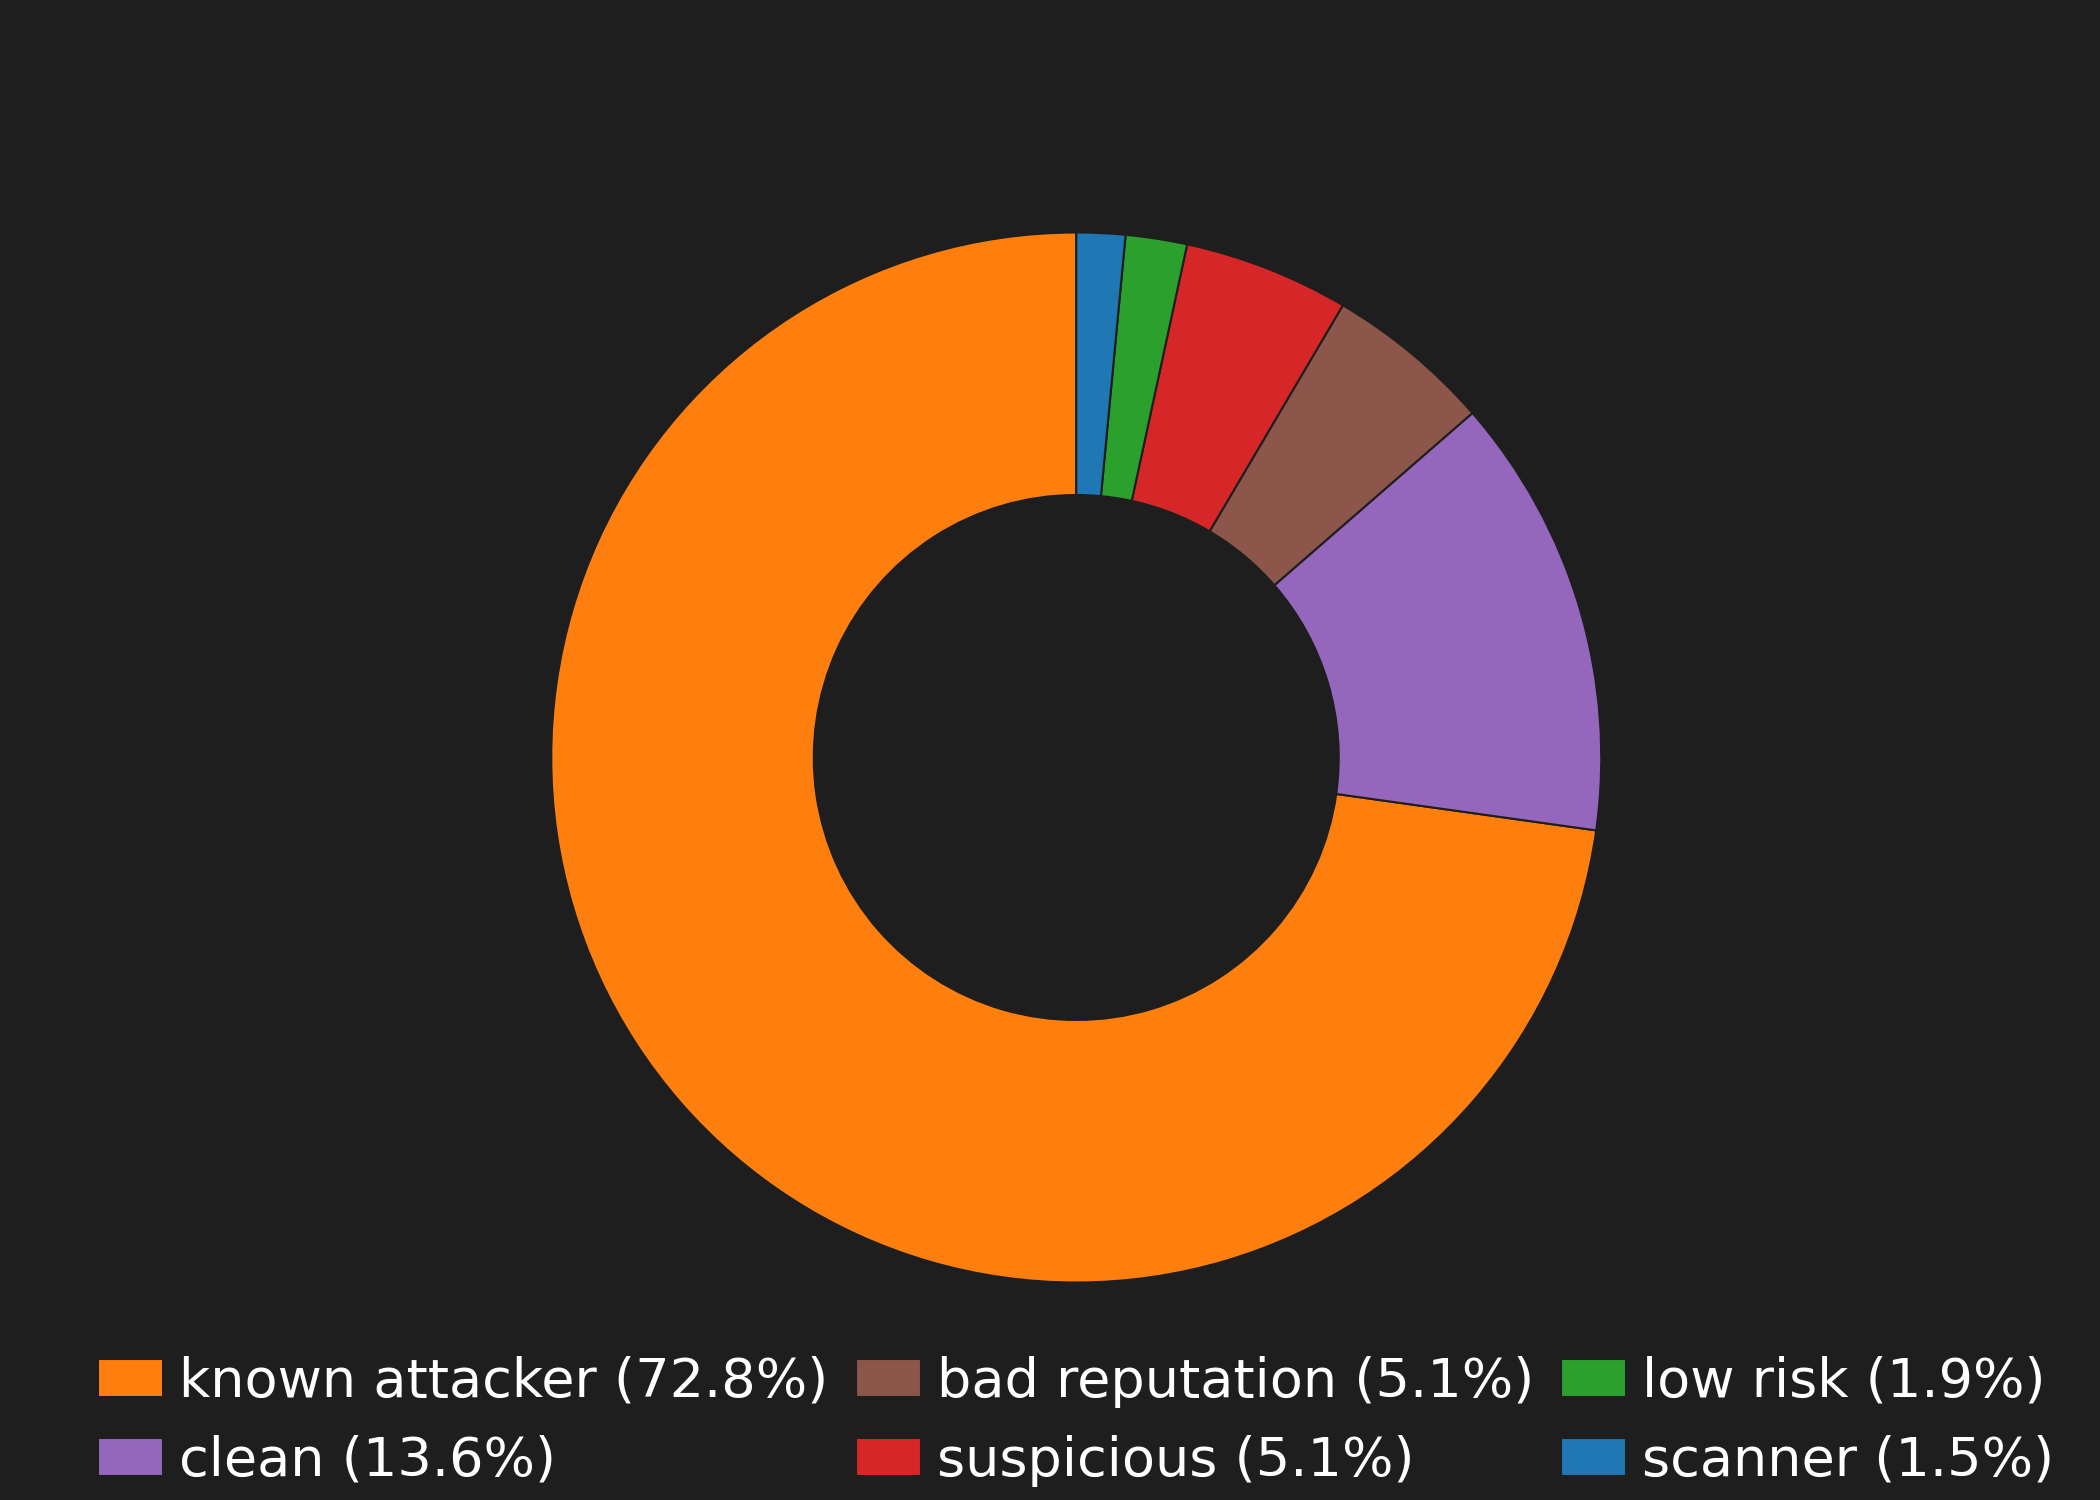 known attacker (72.8%)
clean (13.6%)
bad reputation (5.1%)
suspicious (5.1%)
low risk (1.9%)
scanner (1.5%)